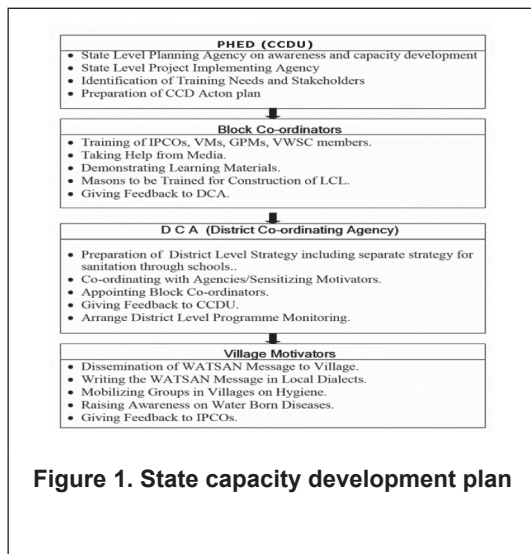 PHED (CCDU)
• State Level Planning Agency on awareness and capacity development
• State Level Project Implementing Agency
• Identification of Training Needs and Stakeholders
• Preparation of CCD Acton plan
Block Co-ordinators
• Training of IPCOs, VMs, GPMs, VWSC members.
• Taking Help from Media.
• Demonstrating Learning Materials.
• Masons to be Trained for Construction of LCL.
• Giving Feedback to DCA.
D C A (District Co-ordinating Agency)
• Preparation of District Level Strategy including separate strategy for
sanitation through schools..
• Co-ordinating with Agencies/Sensitizing Motivators.
• Appointing Block Co-ordinators.
• Giving Feedback to CCDU.
• Arrange District Level Programme Monitoring.
Village Motivators
• Dissemination of WATSAN Message to Village.
• Writing the WATSAN Message in Local Dialects.
• Mobilizing Groups in Villages on Hygiene.
• Raising Awareness on Water Born Diseases.
• Giving Feedback to IPCOs.
Figure 1. State capacity development plan